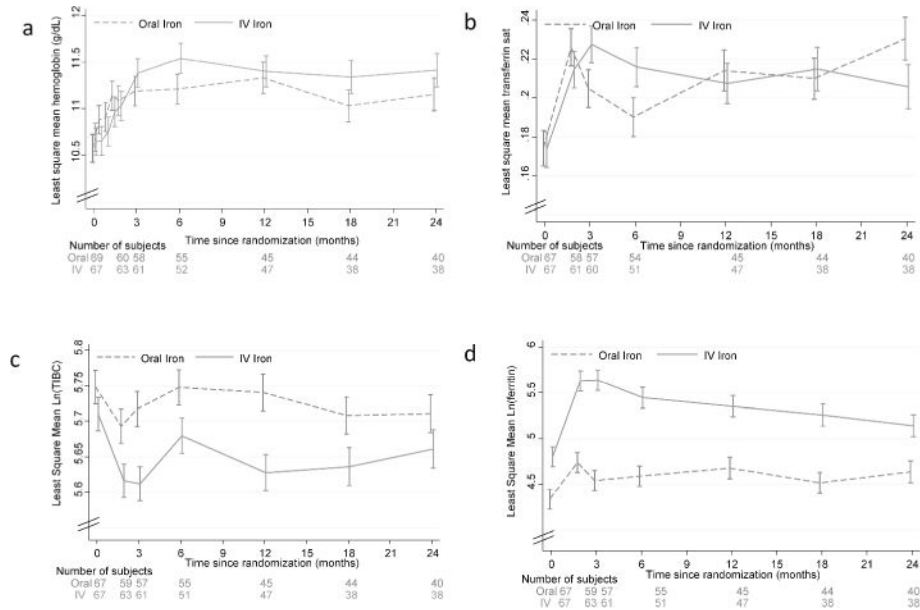 a
Least square mean hemoglobin (g/dL)
10.5 11 11.5 12
Oral Iron IV Iron
0 3 6 9 12 15 18 21 24
Number of subjects Time since randomization (months)
Oral 69 60 58 55 45 44 40
IV 67 63 61 52 47 38 38
b
Least square mean transferrin sat
.16 .18 .2 .22 .24
Oral Iron IV Iron
0 3 6 9 12 15 18 21 24
Number of subjects Time since randomization (months)
Oral 67 58 57 54 45 44 40
IV 67 61 60 51 47 38 38
c
Least Square Mean Ln(TIBC)
5.6 5.65 5.7 5.75 5.8
Oral Iron IV Iron
0 3 6 9 12 15 18 21 24
Time since randomization (months)
Number of subjects
Oral 67 59 57 55 45 44 40
IV 67 63 61 51 47 38 38
d
Least Square Mean Ln(ferritin)
4.5 5 5.5 6
Oral Iron IV Iron
0 3 6 9 12 15 18 21 24
Time since randomization (months)
Number of subjects
Oral 67 59 57 55 45 44 40
IV 67 63 61 51 47 38 38